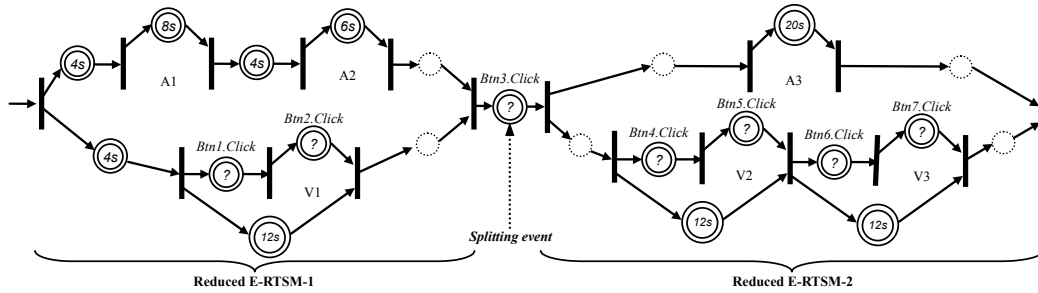 8s
6s
20s
4s
4s
A1
A2
A3
Btn3.Click
?
Btn2.Click
?
Btn5.Click
?
Btn7.Click
?
Btn1.Click
?
Btn4.Click
?
Btn6.Click
?
4s
V1
V2
V3
12s
12s
12s
Splitting event
Reduced E-RTSM-1
Reduced E-RTSM-2